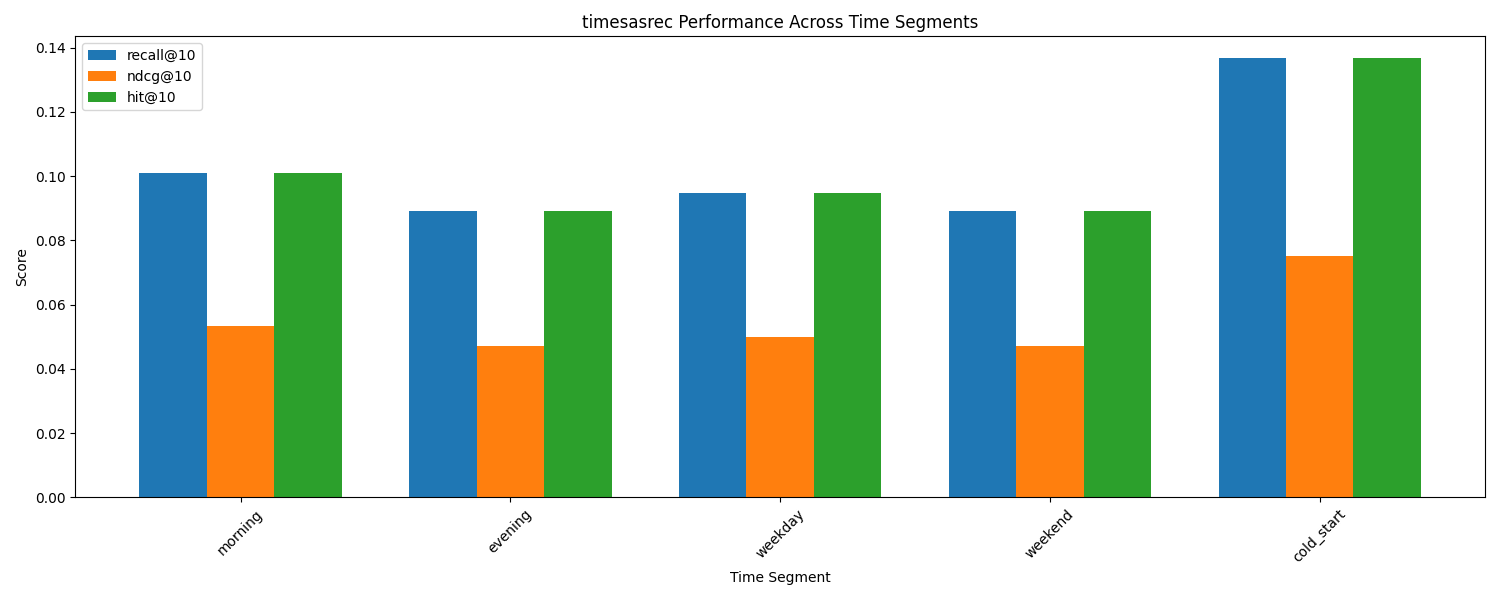 timesasrec Performance Across Time Segments
recall@10
ndcg@10
hit@10
0.14
0.12
0.10
0.08
0.06
0.04
0.02
0.00
Score
morning
evening
weekday
weekend
cold_start
Time Segment